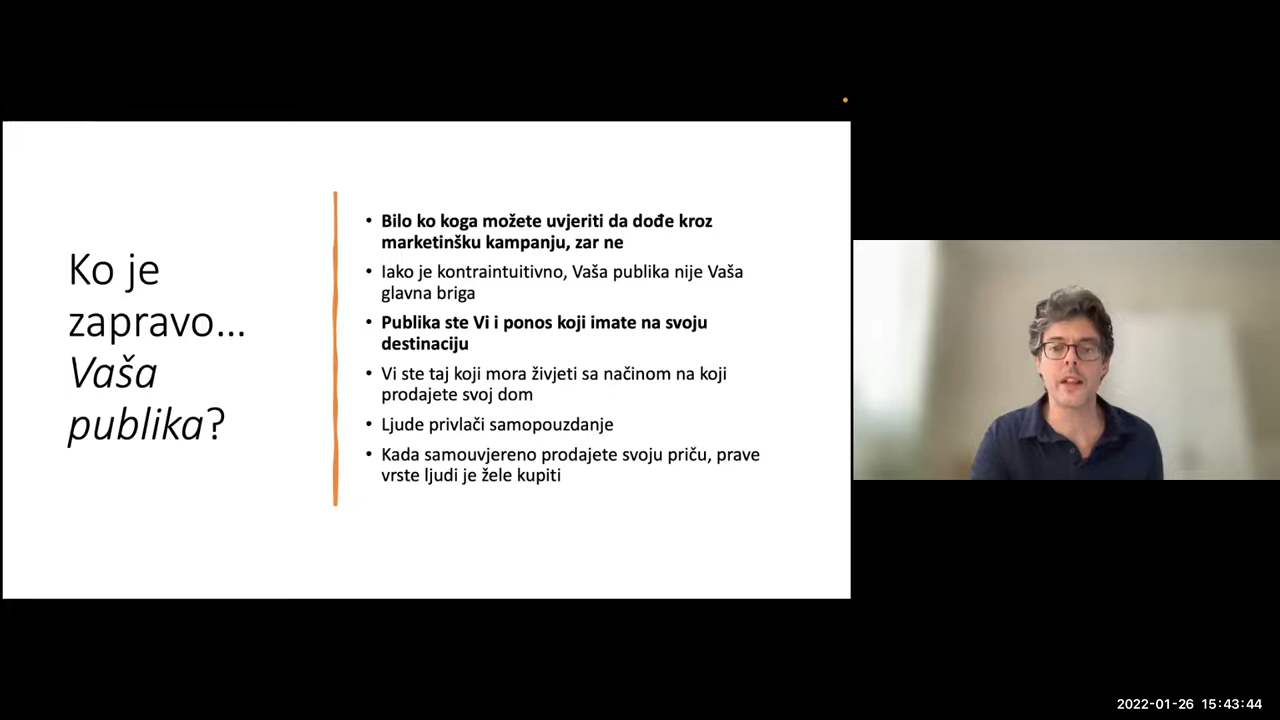 Ko je
zapravo...
Vaša
publika?
• Bilo ko koga možete uvjeriti da dođe kroz
marketinšku kampanju, zar ne
• Iako je kontraintuitivno, Vaša publika nije Vaša
glavna briga
• Publika ste Vi i ponos koji imate na svoju
destinaciju
• Vi ste taj koji mora živjeti sa načinom na koji
prodajete svoj dom
• Ljude privlači samopouzdanje
• Kada samouvjereno prodajete svoju priču, prave
vrste ljudi je žele kupiti
2022-01-26 15:43:44